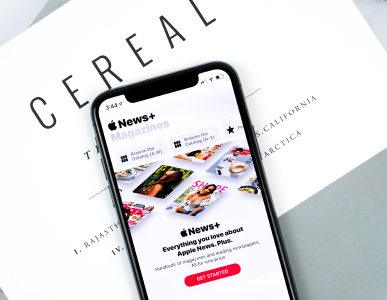 CEREAL
3:44
News+
Magazines
Browse the
Catalog (A-M)
Browse the
Catalog (N-Z)
S. CALIFORNIA
ARCTICA
I. RAJASTH
IV.
News+
Everything you love about
Apple News. Plus.
Hundreds of magazines and leading newspapers.
All for one price.
GET STARTED